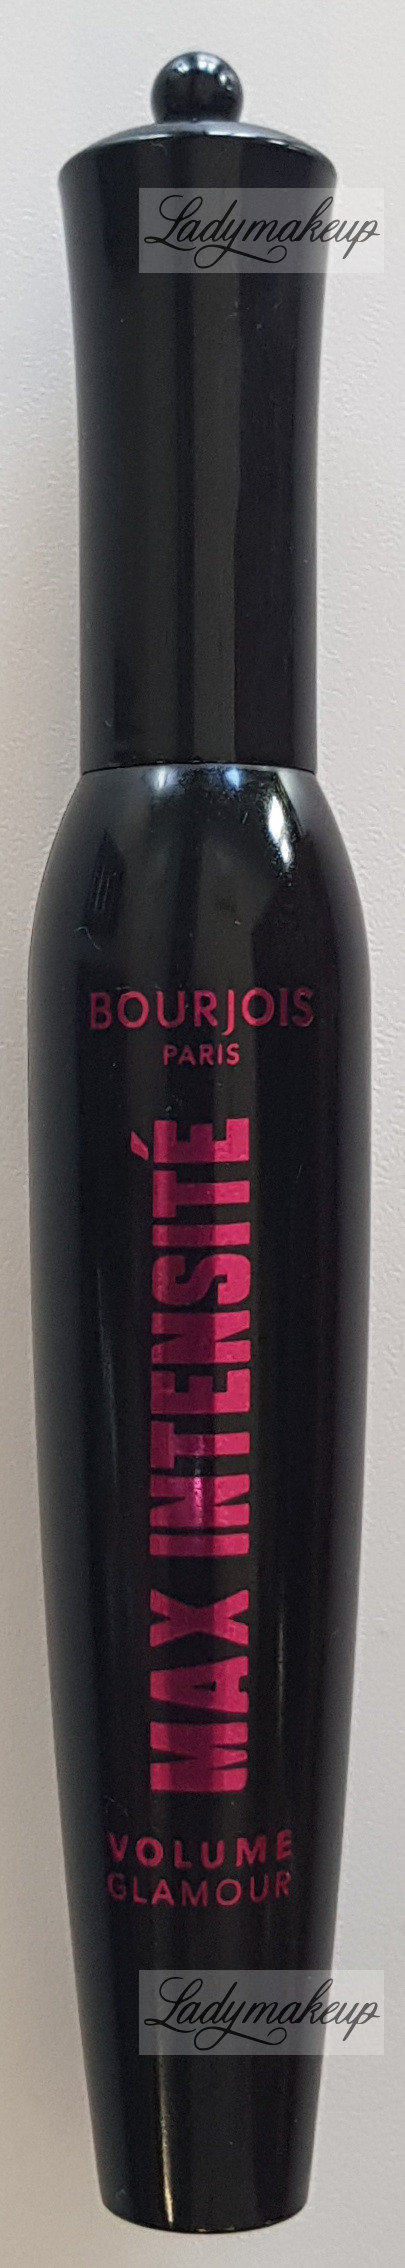 Ladymakeup
BOURJOIS
PARIS
MAX INTENSITÉ
VOLUME
GLAMOUR
Ladymakeup